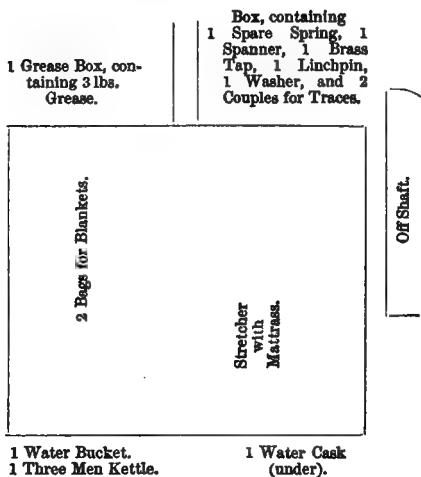 1 Grease Box, con-
taining 3 lbs.
Grease.
Box, containing
1 Spare Spring, 1
Spanner, 1 Brass
Tap, 1 Linchpin,
1 Washer, and 2
Couples for Traces.
2 Bags for Blankets.
Stretcher
with
Mattrass.
Off Shaft.
1 Water Bucket.
1 Three Men Kettle.
1 Water Cask
(under).